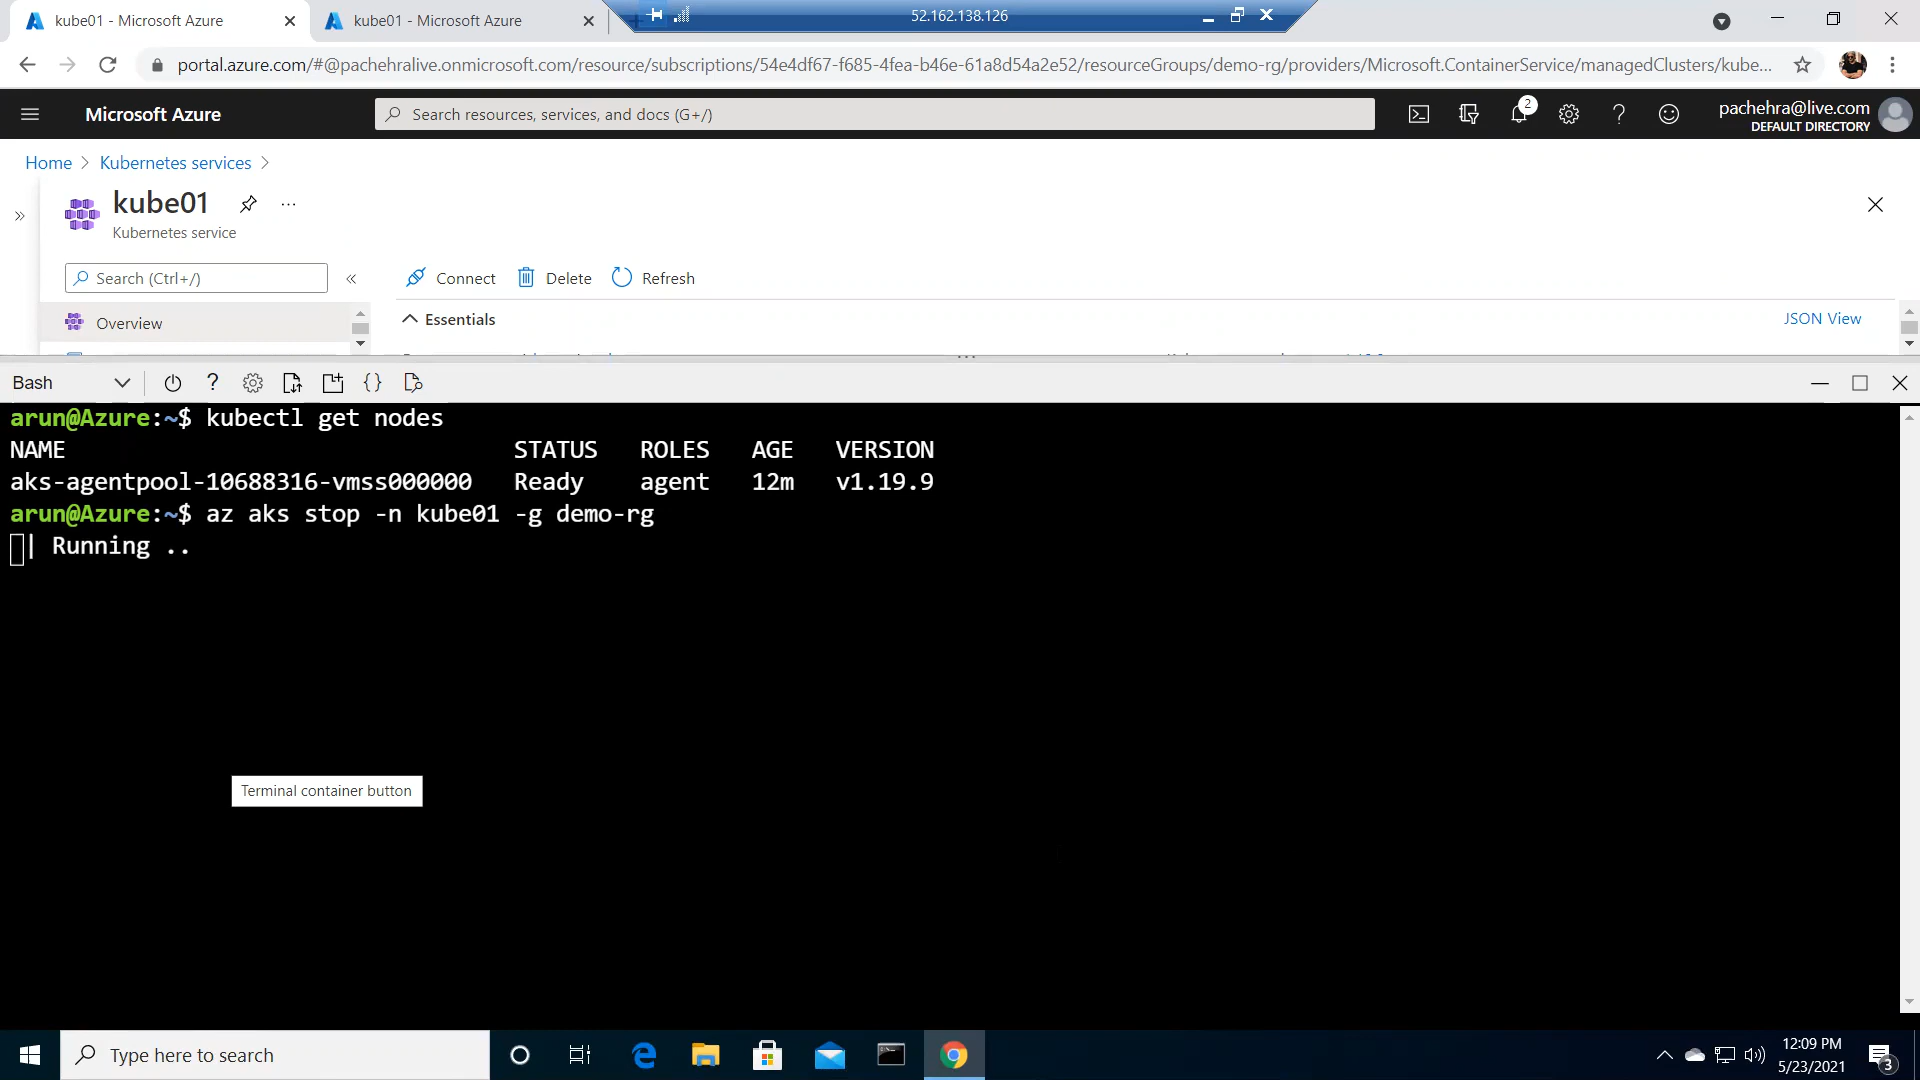 kube01 - Microsoft Azure
kube01 - Microsoft Azure
52.162.138.126
portal.azure.com/#@pachehralive.onmicrosoft.com/resource/subscriptions/54e4df67-f685-4fea-b46e-61a8d54a2e52/resourceGroups/demo-rg/providers/Microsoft.ContainerService/managedClusters/kube...
Microsoft Azure
Search resources, services, and docs (G+/)
2
pachehra@live.com
DEFAULT DIRECTORY
Home > Kubernetes services >
kube01
Kubernetes service
Search (Ctrl+/)
Connect
Delete
Refresh
Overview
Essentials
JSON View
Bash
arun@Azure:~$ kubectl get nodes
NAME STATUS ROLES AGE VERSION
aks-agentpool-10688316-vmss000000 Ready agent 12m v1.19.9
arun@Azure:~$ az aks stop -n kube01 -g demo-rg
| Running ..
Terminal container button
Type here to search
12:09 PM
5/23/2021
3